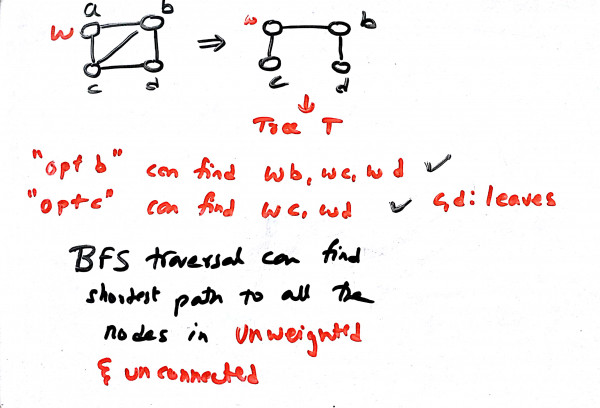 a b
w
c d
⇒
w b
c d
↓
Tree T
"opt b" can find wb, wc, wd ✓
"opt c" can find wc, wd ✓ c,d: leaves
BFS traversal can find
shortest path to all the
nodes in unweighted
& unconnected